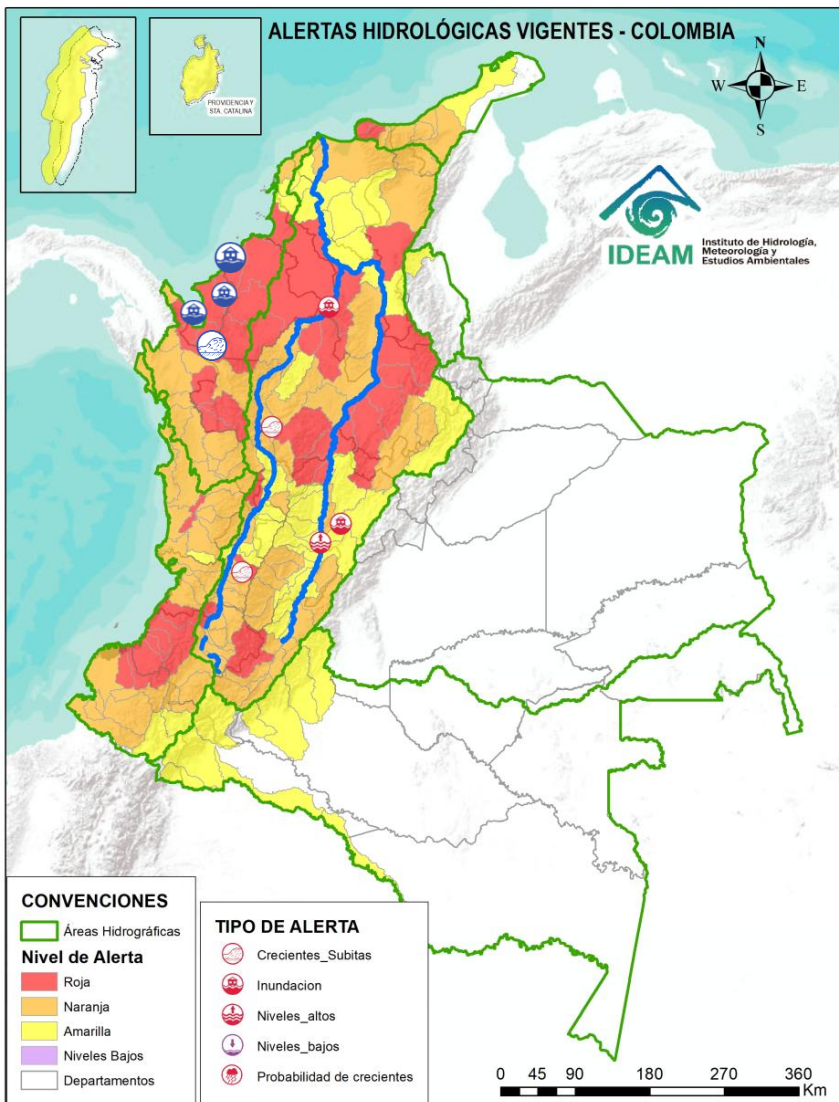 ALERTAS HIDROLÓGICAS VIGENTES - COLOMBIA
PROVIDENCIA Y
STA. CATALINA
N
W
E
S
IDEAM
Instituto de Hidrología,
Meteorología y
Estudios Ambientales
CONVENCIONES
Áreas Hidrográficas
Nivel de Alerta
Roja
Naranja
Amarilla
Niveles Bajos
Departamentos
TIPO DE ALERTA
Crecientes_Subitas
Inundacion
Niveles_altos
Niveles_bajos
Probabilidad de crecientes
0 45 90 180 270 360
Km